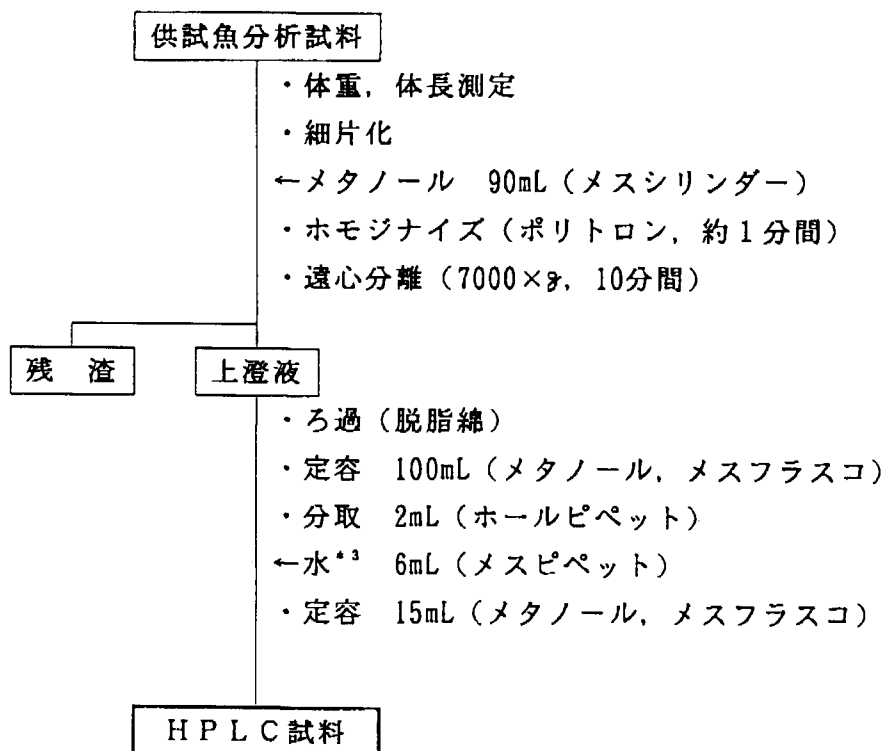 供試魚分析試料
・体重，体長測定
・細片化
←メタノール 90mL（メスシリンダー）
・ホモジナイズ（ポリトロン，約１分間）
・遠心分離（7000×g，10分間）
残 渣 上澄液
・ろ過（脱脂綿）
・定容 100mL（メタノール，メスフラスコ）
・分取 2mL（ホールピペット）
←水*3 6mL（メスピペット）
・定容 15mL（メタノール，メスフラスコ）
ＨＰＬＣ試料